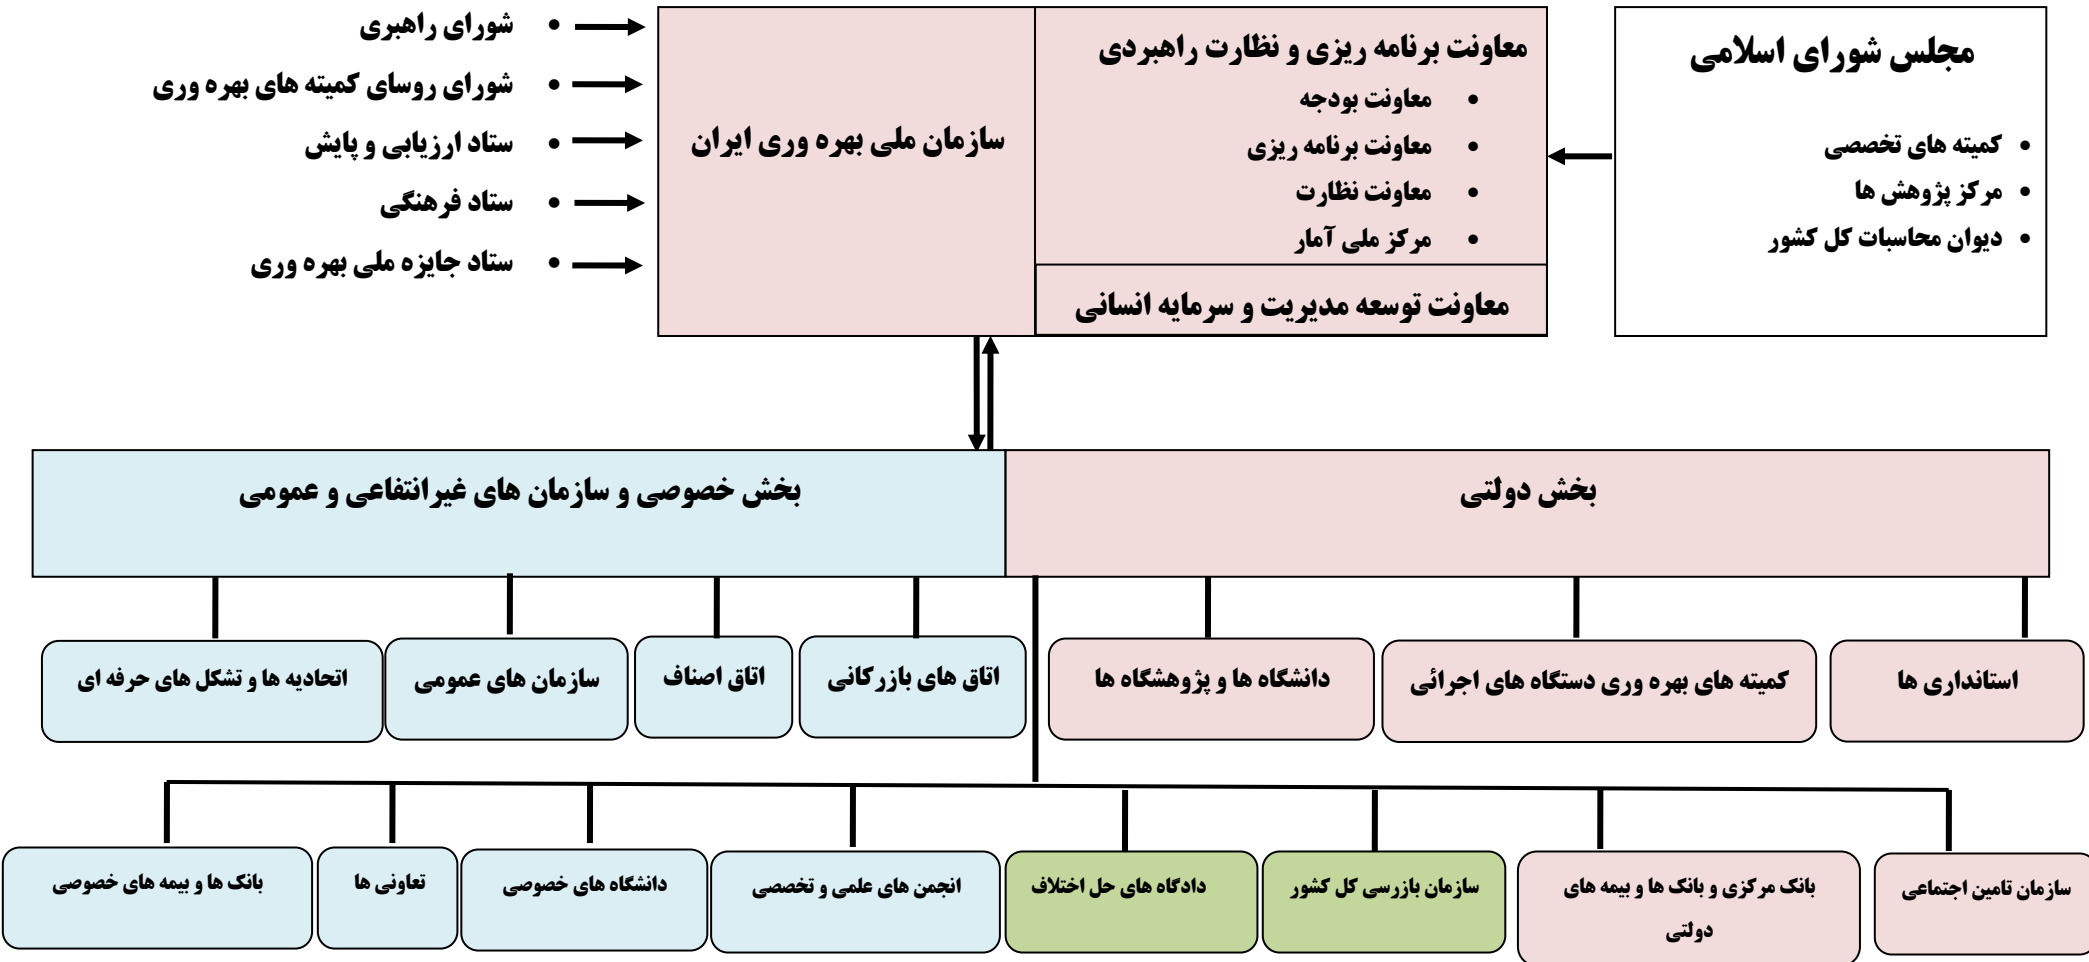 مجلس شورای اسلامی
کمیته های تخصصی
مرکز پژوهش ها
دیوان محاسبات کل کشور
معاونت برنامه ریزی و نظارت راهبردی
معاونت بودجه
معاونت برنامه ریزی
معاونت نظارت
مرکز ملی آمار
معاونت توسعه مدیریت و سرمایه انسانی
سازمان ملی بهره وری ایران
شورای راهبری
شورای روسای کمیته های بهره وری
ستاد ارزیابی و پایش
ستاد فرهنگی
ستاد جایزه ملی بهره وری
بخش دولتی
بخش خصوصی و سازمان های غیرانتفاعی و عمومی
استانداری ها
کمیته های بهره وری دستگاه های اجرائی
دانشگاه ها و پژوهشگاه ها
اتاق های بازرگانی
اتاق اصناف
سازمان های عمومی
اتحادیه ها و تشکل های حرفه ای
سازمان تامین اجتماعی
بانک مرکزی و بانک ها و بیمه های
دولتی
سازمان بازرسی کل کشور
دادگاه های حل اختلاف
انجمن های علمی و تخصصی
دانشگاه های خصوصی
تعاونی ها
بانک ها و بیمه های خصوصی